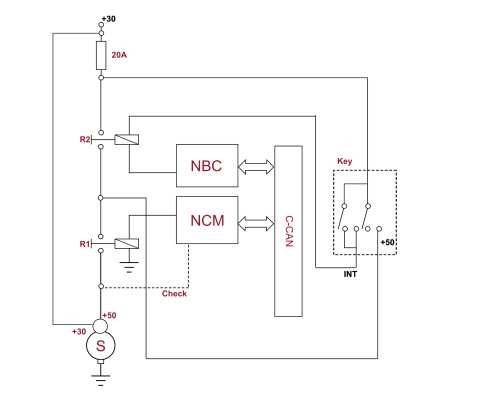 +30
20A
R2
NBC
Key
NCM
C-CAN
R1
+50
INT
Check
+50
+30
S